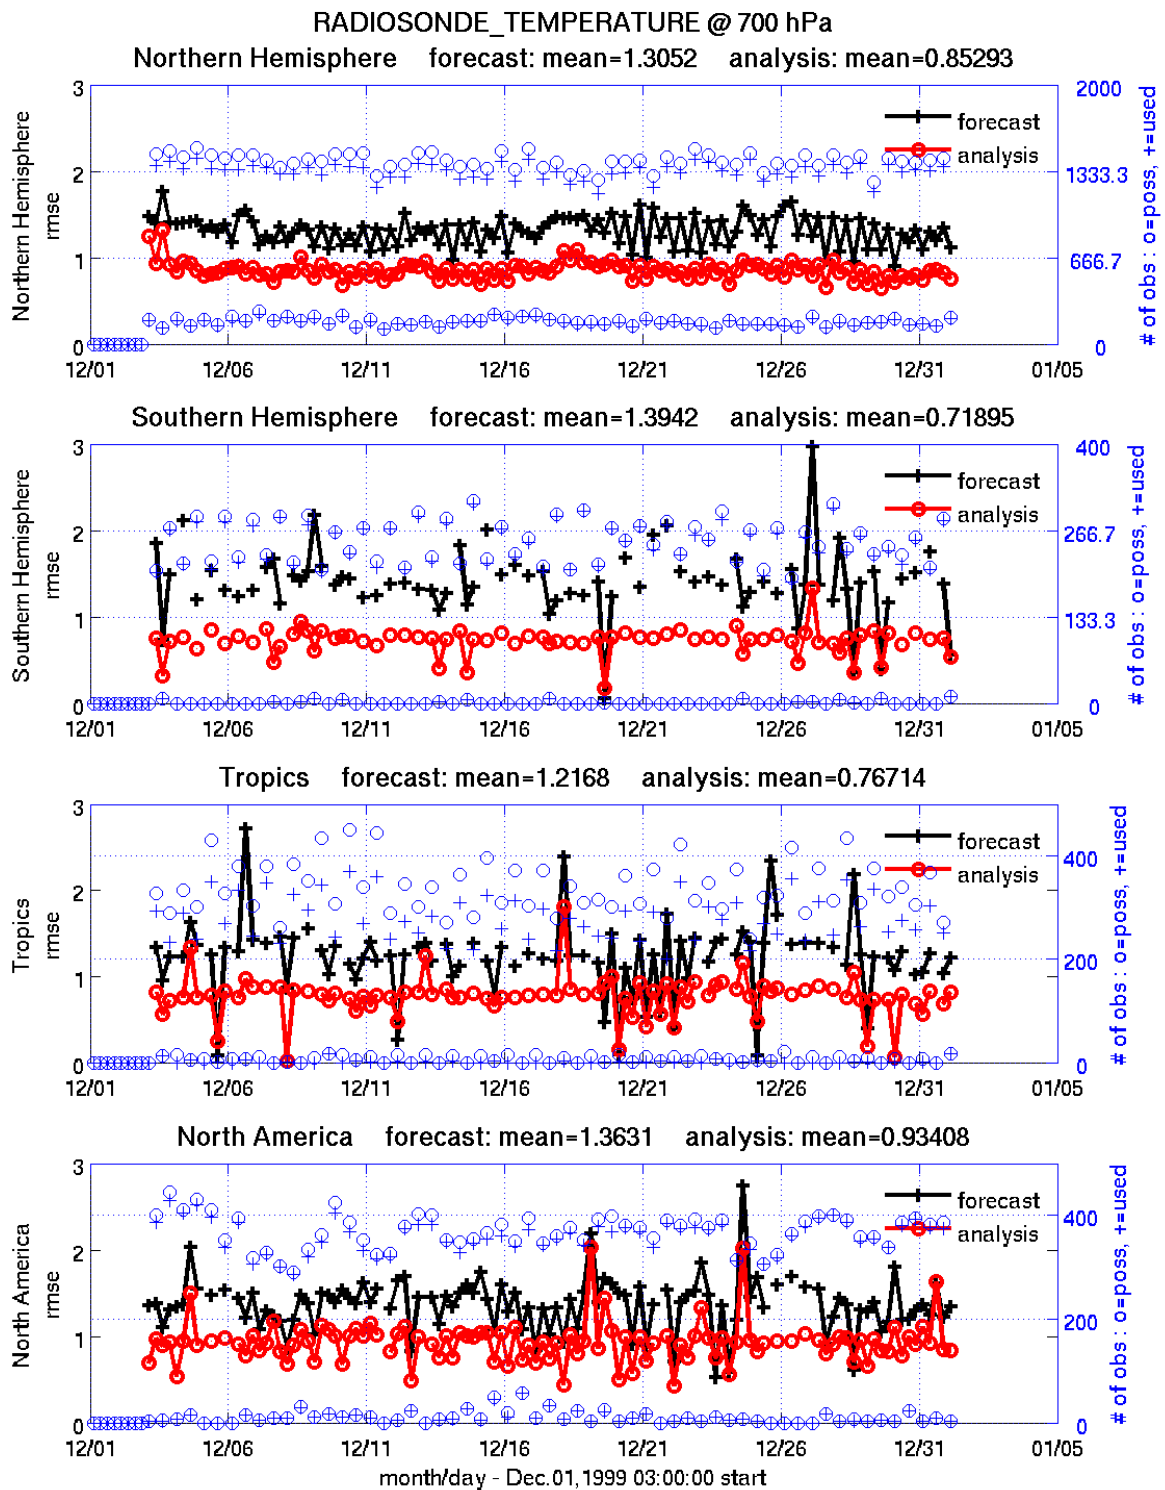 RADIOSONDE_TEMPERATURE @ 700 hPa
Northern Hemisphere forecast: mean=1.3052 analysis: mean=0.85293
3
2
1
0
Northern Hemisphere
rmse
2000
1333.3
666.7
0
# of obs : o=poss, +=used
forecast
analysis
12/01 12/06 12/11 12/16 12/21 12/26 12/31 01/05
Southern Hemisphere forecast: mean=1.3942 analysis: mean=0.71895
3
2
1
0
Southern Hemisphere
rmse
400
266.7
133.3
0
# of obs : o=poss, +=used
forecast
analysis
12/01 12/06 12/11 12/16 12/21 12/26 12/31 01/05
Tropics forecast: mean=1.2168 analysis: mean=0.76714
3
2
1
0
Tropics
rmse
400
200
0
# of obs : o=poss, +=used
forecast
analysis
12/01 12/06 12/11 12/16 12/21 12/26 12/31 01/05
North America forecast: mean=1.3631 analysis: mean=0.93408
3
2
1
0
North America
rmse
400
200
0
# of obs : o=poss, +=used
forecast
analysis
12/01 12/06 12/11 12/16 12/21 12/26 12/31 01/05
month/day - Dec.01,1999 03:00:00 start